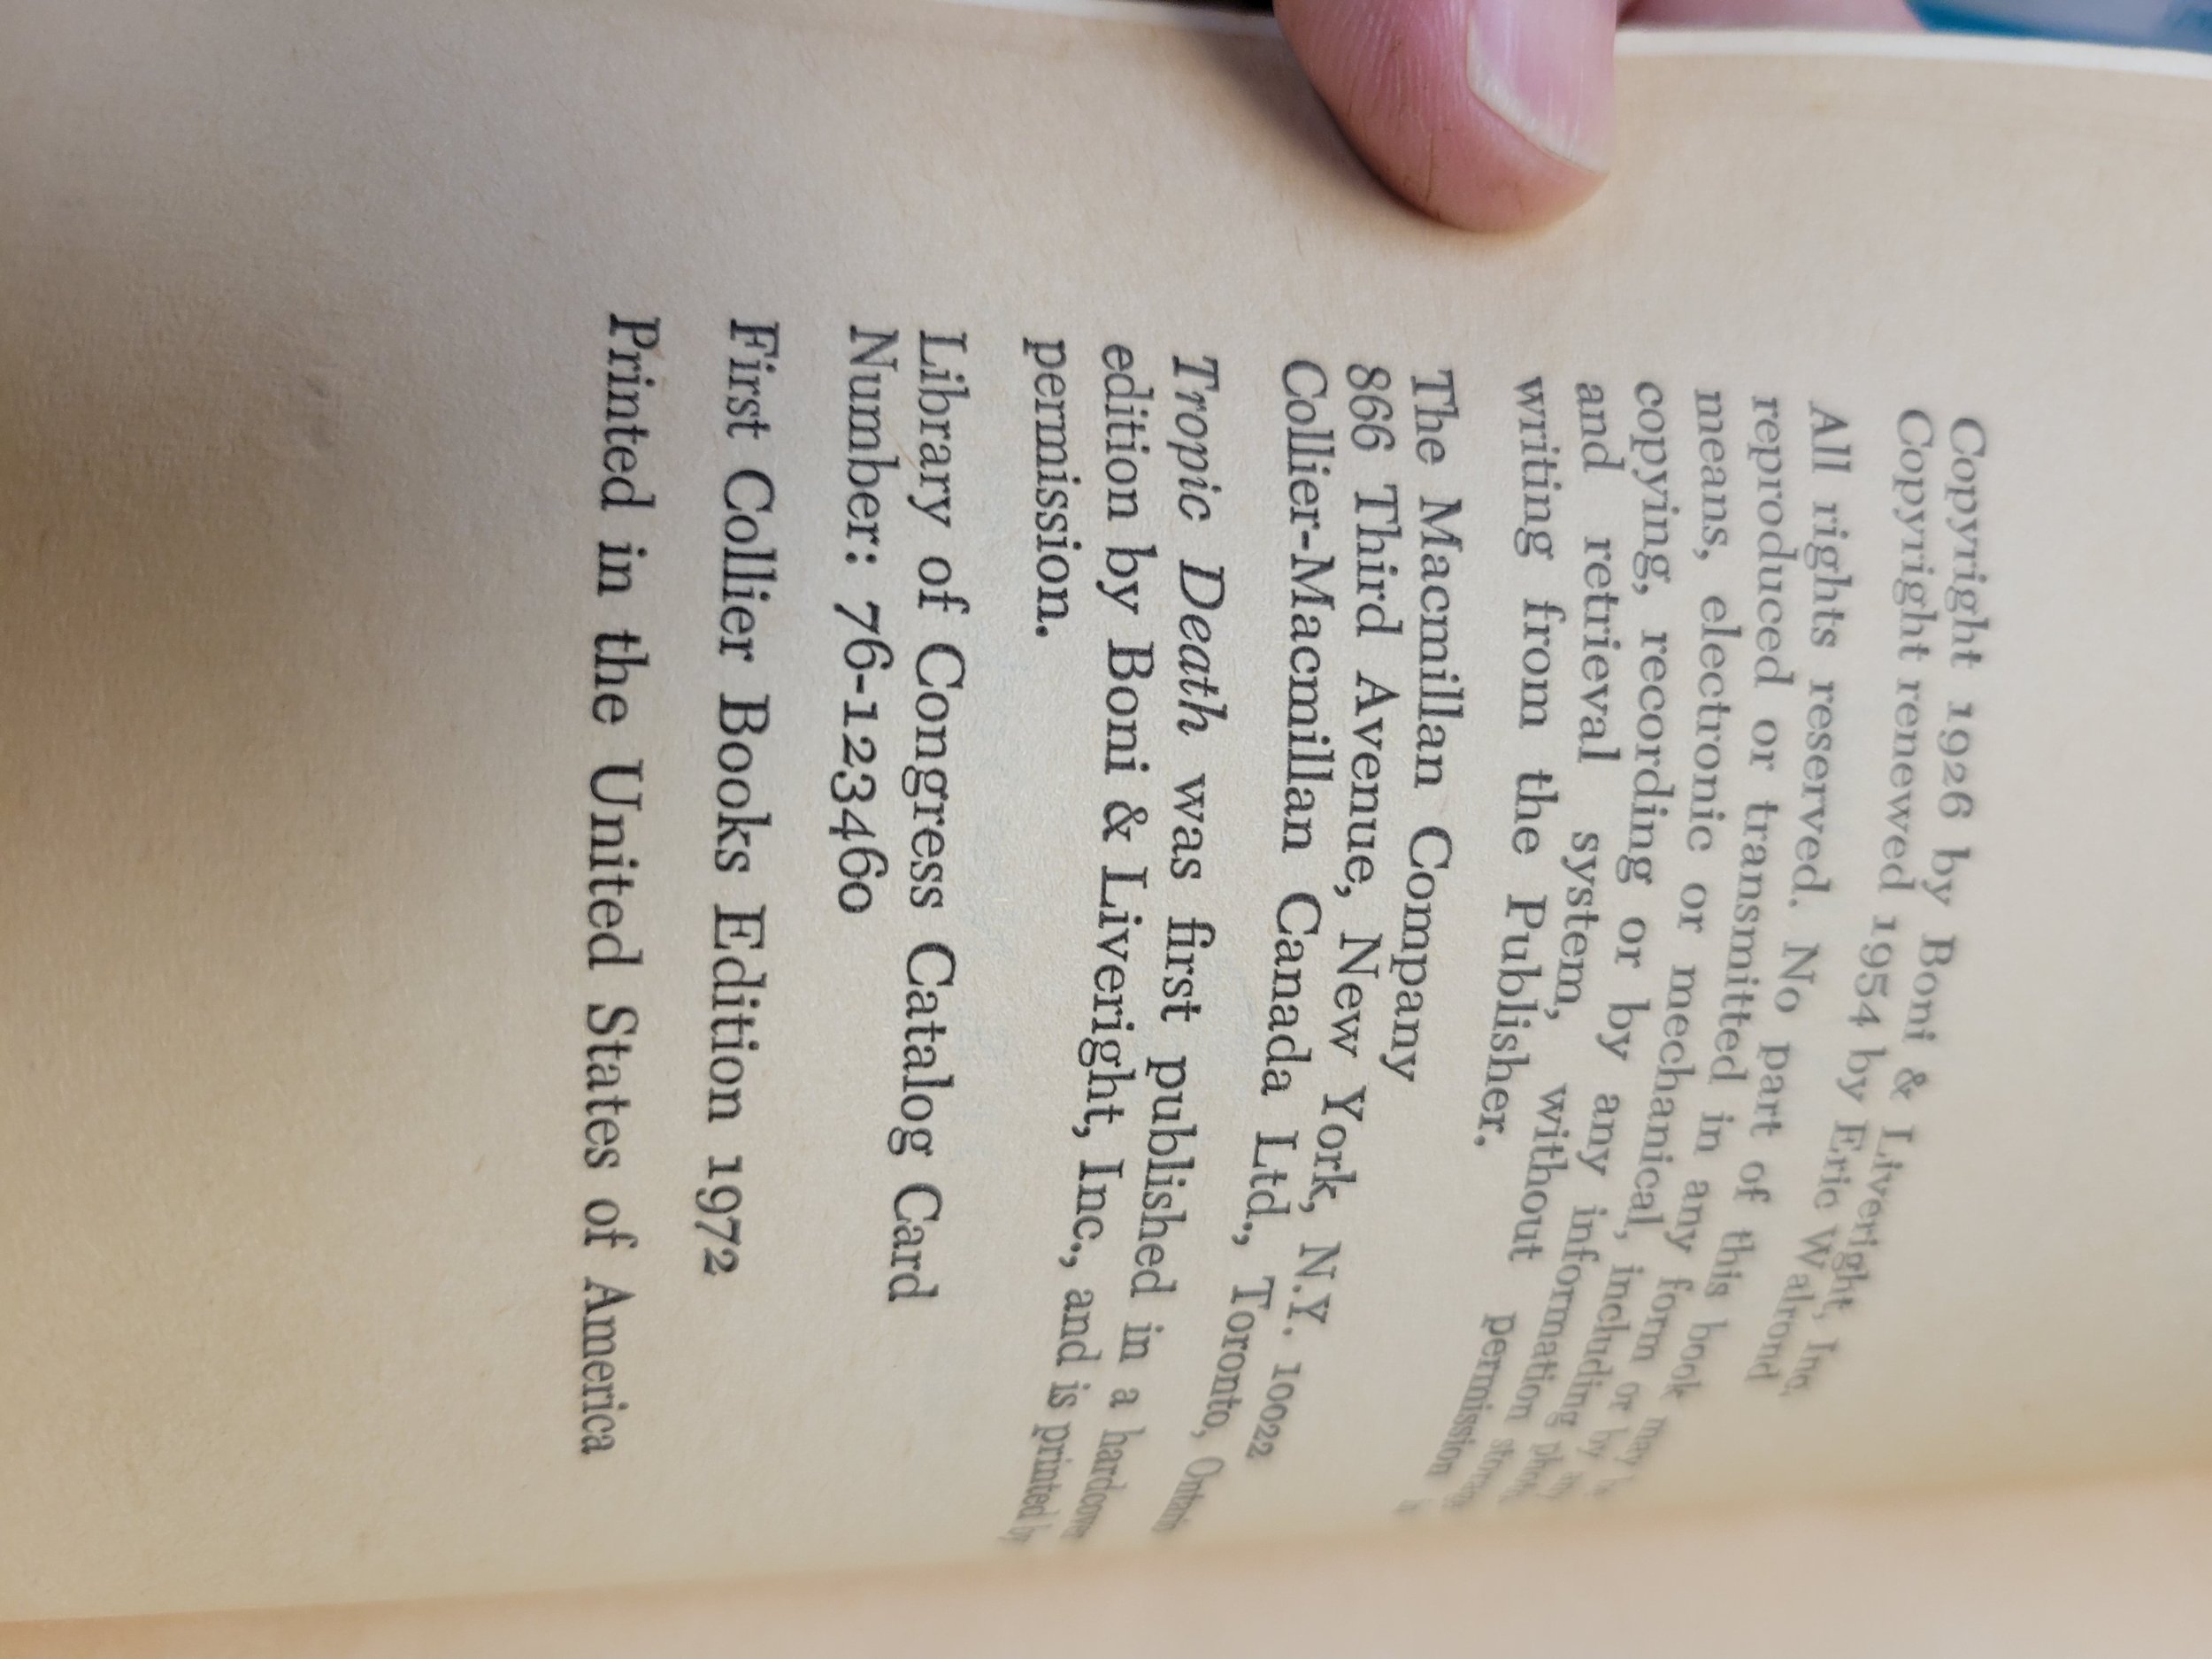 Copyright 1926 by Boni & Liveright, Inc.
Copyright renewed 1954 by Eric Walrond
All rights reserved. No part of this book may
reproduced or transmitted in any form or by
means, electronic or mechanical, including
copying, recording or by any information
and retrieval system, without permission
writing from the Publisher.
The Macmillan Company
866 Third Avenue, New York, N.Y. 10022
Collier-Macmillan Canada Ltd., Toronto,
Tropic Death was first published in a
edition by Boni & Liveright, Inc., and is printed by
permission.
Library of Congress Catalog Card
Number: 76-123460
First Collier Books Edition 1972
Printed in the United States of America